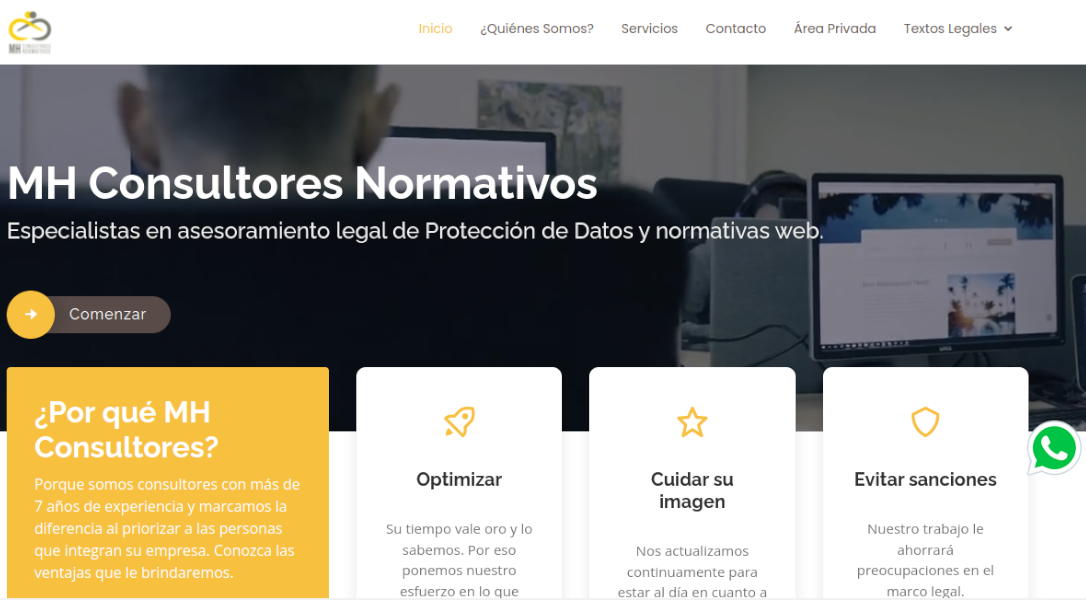 MH
Inicio
¿Quiénes Somos?
Servicios
Contacto
Área Privada
Textos Legales
MH Consultores Normativos
Especialistas en asesoramiento legal de Protección de Datos y normativas web.
Comenzar
¿Por qué MH
Consultores?
Porque somos consultores con más de
7 años de experiencia y marcamos la
diferencia al priorizar a las personas
que integran su empresa. Conozca las
ventajas que le brindaremos.
Optimizar
Su tiempo vale oro y lo
sabemos. Por eso
ponemos nuestro
esfuerzo en lo que
Cuidar su
imagen
Nos actualizamos
continuamente para
estar al día en cuanto a
Evitar sanciones
Nuestro trabajo le
ahorrará
preocupaciones en el
marco legal.